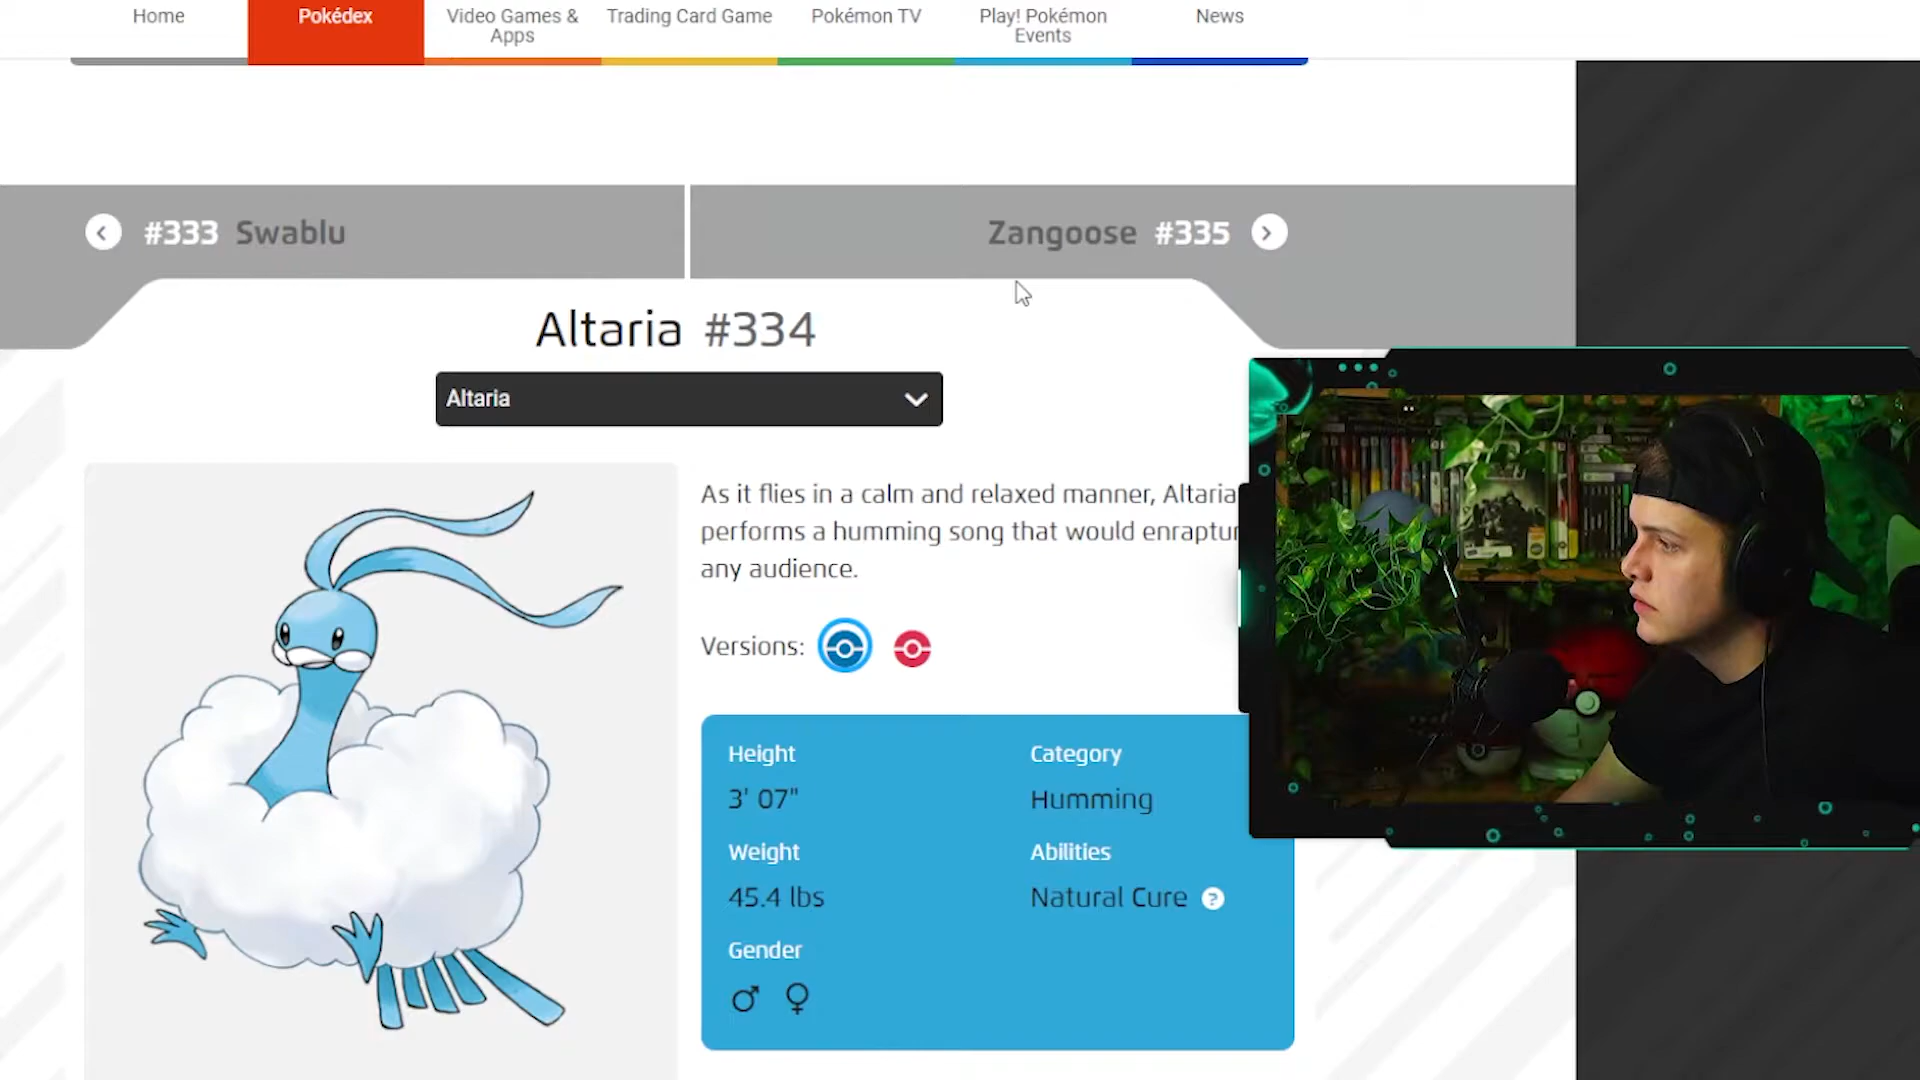 Home
Pokédex
Video Games &
Apps
Trading Card Game
Pokémon TV
Play! Pokémon
Events
News
#333 Swablu
Zangoose #335
Altaria #334
Altaria
As it flies in a calm and relaxed manner, Altaria
performs a humming song that would
any audience.
Versions:
Height
3' 07"
Category
Humming
Weight
45.4 lbs
Abilities
Natural Cure ?
Gender